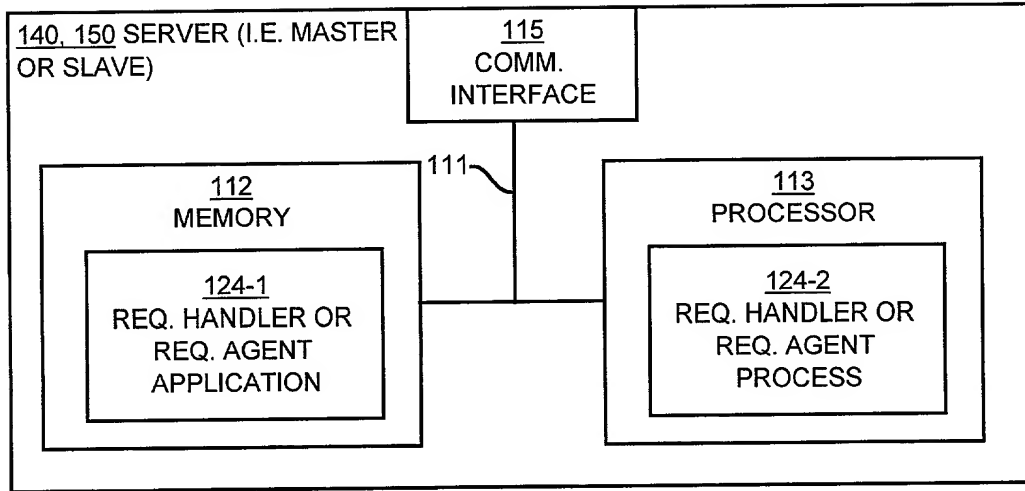 140, 150 SERVER (I.E. MASTER
OR SLAVE)
115
COMM.
INTERFACE
111
112
MEMORY
124-1
REQ. HANDLER OR
REQ. AGENT
APPLICATION
113
PROCESSOR
124-2
REQ. HANDLER OR
REQ. AGENT
PROCESS